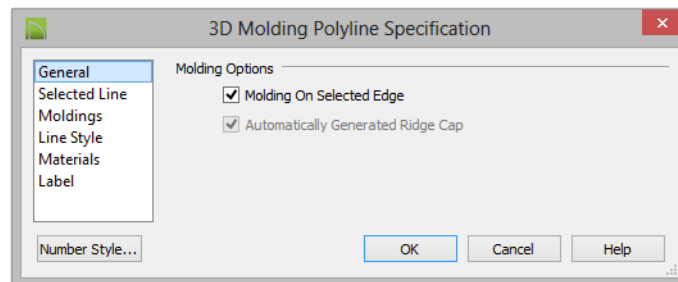 3D Molding Polyline Specification
General
Selected Line
Moldings
Line Style
Materials
Label
Molding Options
Molding On Selected Edge
Automatically Generated Ridge Cap
Number Style...
OK
Cancel
Help